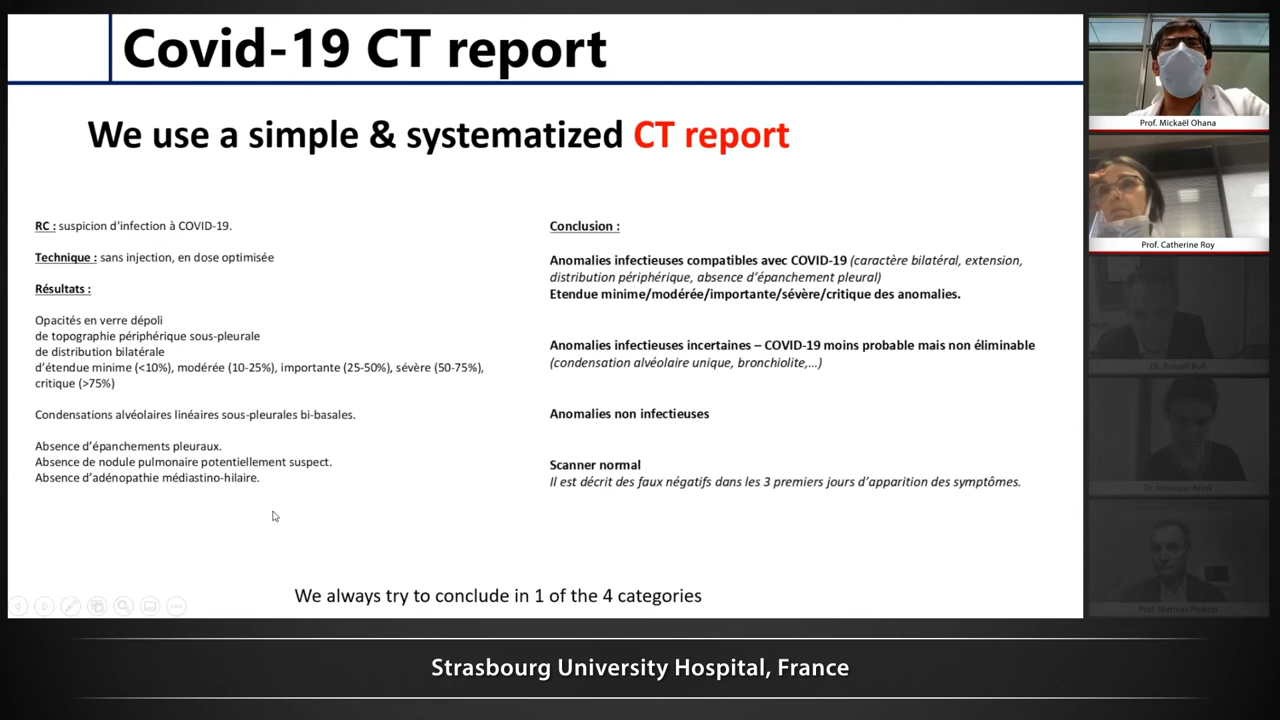 Covid-19 CT report
We use a simple & systematized CT report
RC : suspicion d'infection à COVID-19.
Technique : sans injection, en dose optimisée
Résultats :
Opacités en verre dépoli
de topographie périphérique sous-pleurale
de distribution bilatérale
d’étendue minime (<10%), modérée (10-25%), importante (25-50%), sévère (50-75%),
critique (>75%)
Condensations alvéolaires linéaires sous-pleurales bi-basales.
Absence d’épanchements pleuraux.
Absence de nodule pulmonaire potentiellement suspect.
Absence d’adénopathie médiastino-hilaire.
Conclusion :
Anomalies infectieuses compatibles avec COVID-19 (caractère bilatéral, extension,
distribution périphérique, absence d’épanchement pleural)
Etendue minime/modérée/importante/sévère/critique des anomalies.
Anomalies infectieuses incertaines – COVID-19 moins probable mais non éliminable
(condensation alvéolaire unique, bronchiolite,...)
Anomalies non infectieuses
Scanner normal
Il est décrit des faux négatifs dans les 3 premiers jours d’apparition des symptômes.
We always try to conclude in 1 of the 4 categories
Prof. Mickaël Ohana
Prof. Catherine Roy
Dr. Monique Brink
Prof. Mathias Prokop
Strasbourg University Hospital, France